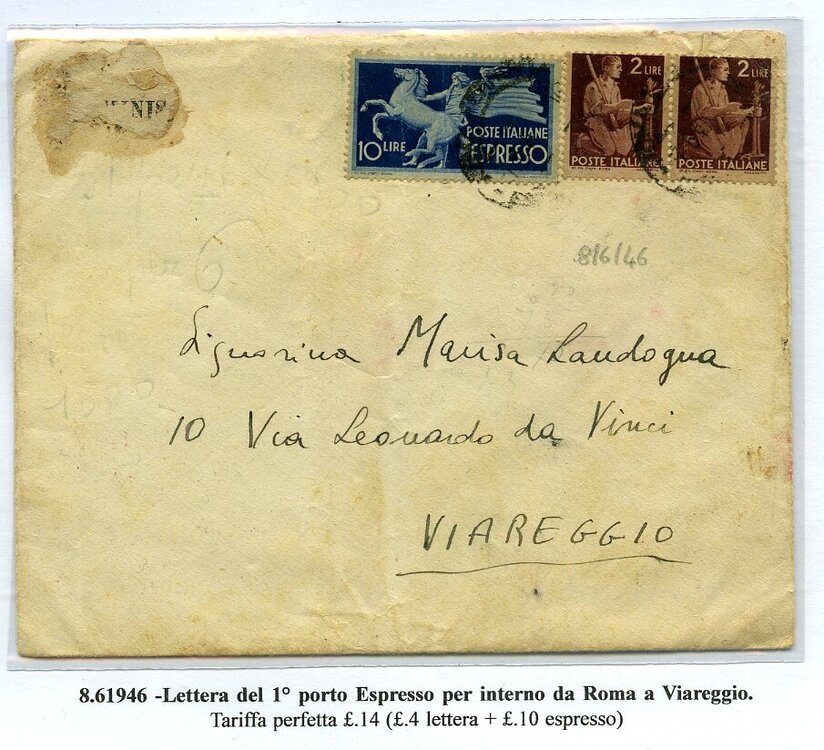 SIN
10 LIRE
POSTE ITALIANE
ESPRESSO
2 LIRE
POSTE ITALIANE
2 LIRE
POSTE ITALIANE
8/6/46
Signorina Marisa Landogna
10 Via Leonardo da Vinci
VIAREGGIO
8.61946 -Lettera del 1° porto Espresso per interno da Roma a Viareggio.
Tariffa perfetta £.14 (£.4 lettera + £.10 espresso)